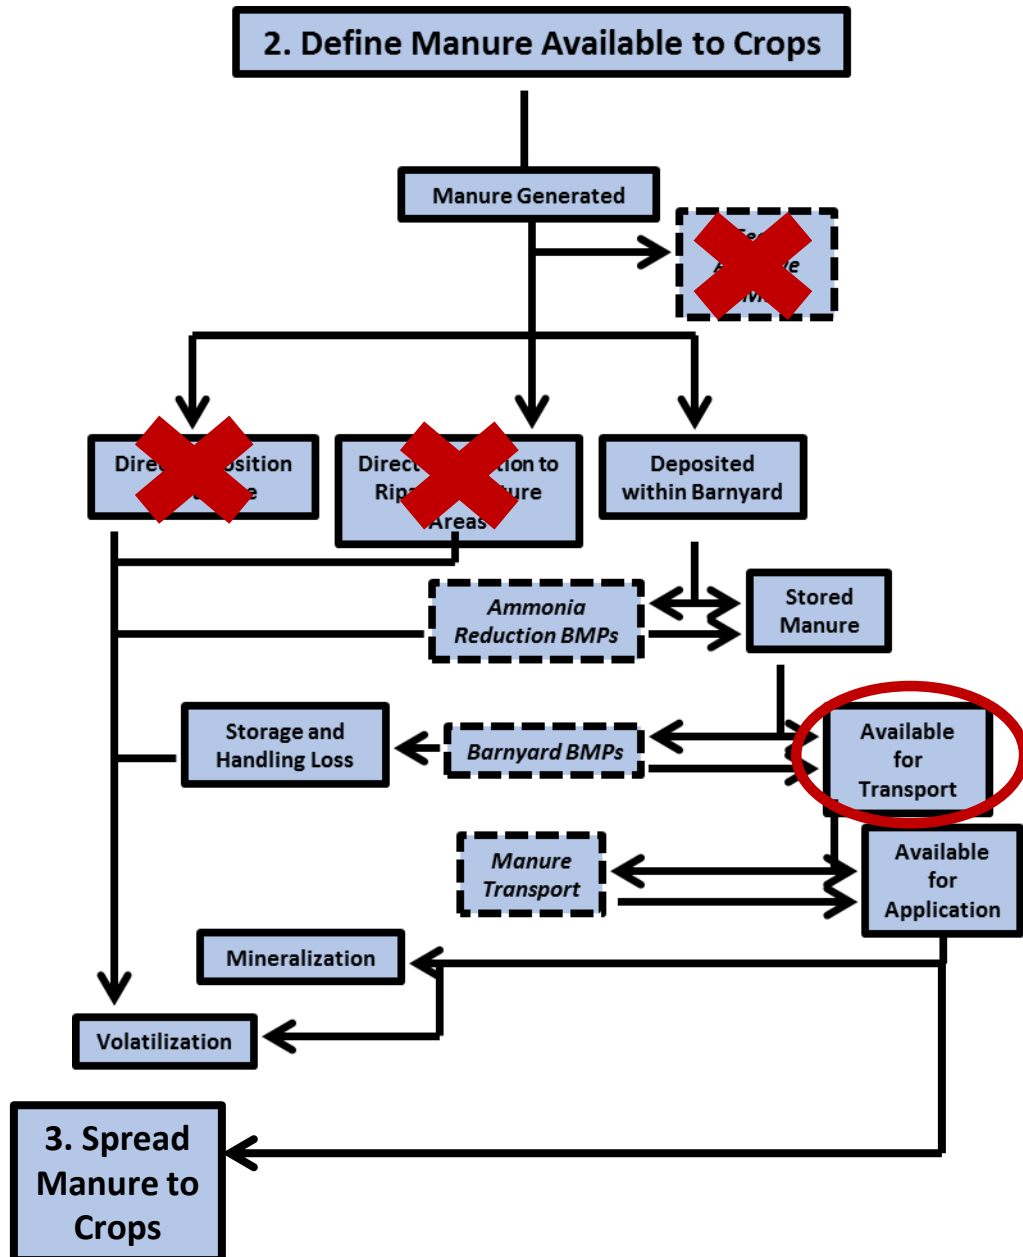 2. Define Manure Available to Crops
Manure Generated
Deposited
within Barnyard
Areas
Ammonia
Reduction BMPs
Stored
Manure
Storage and
Handling Loss
Barnyard BMPs
Available
for
Transport
Manure
Transport
Available
for
Application
Mineralization
Volatilization
3. Spread
Manure to
Crops